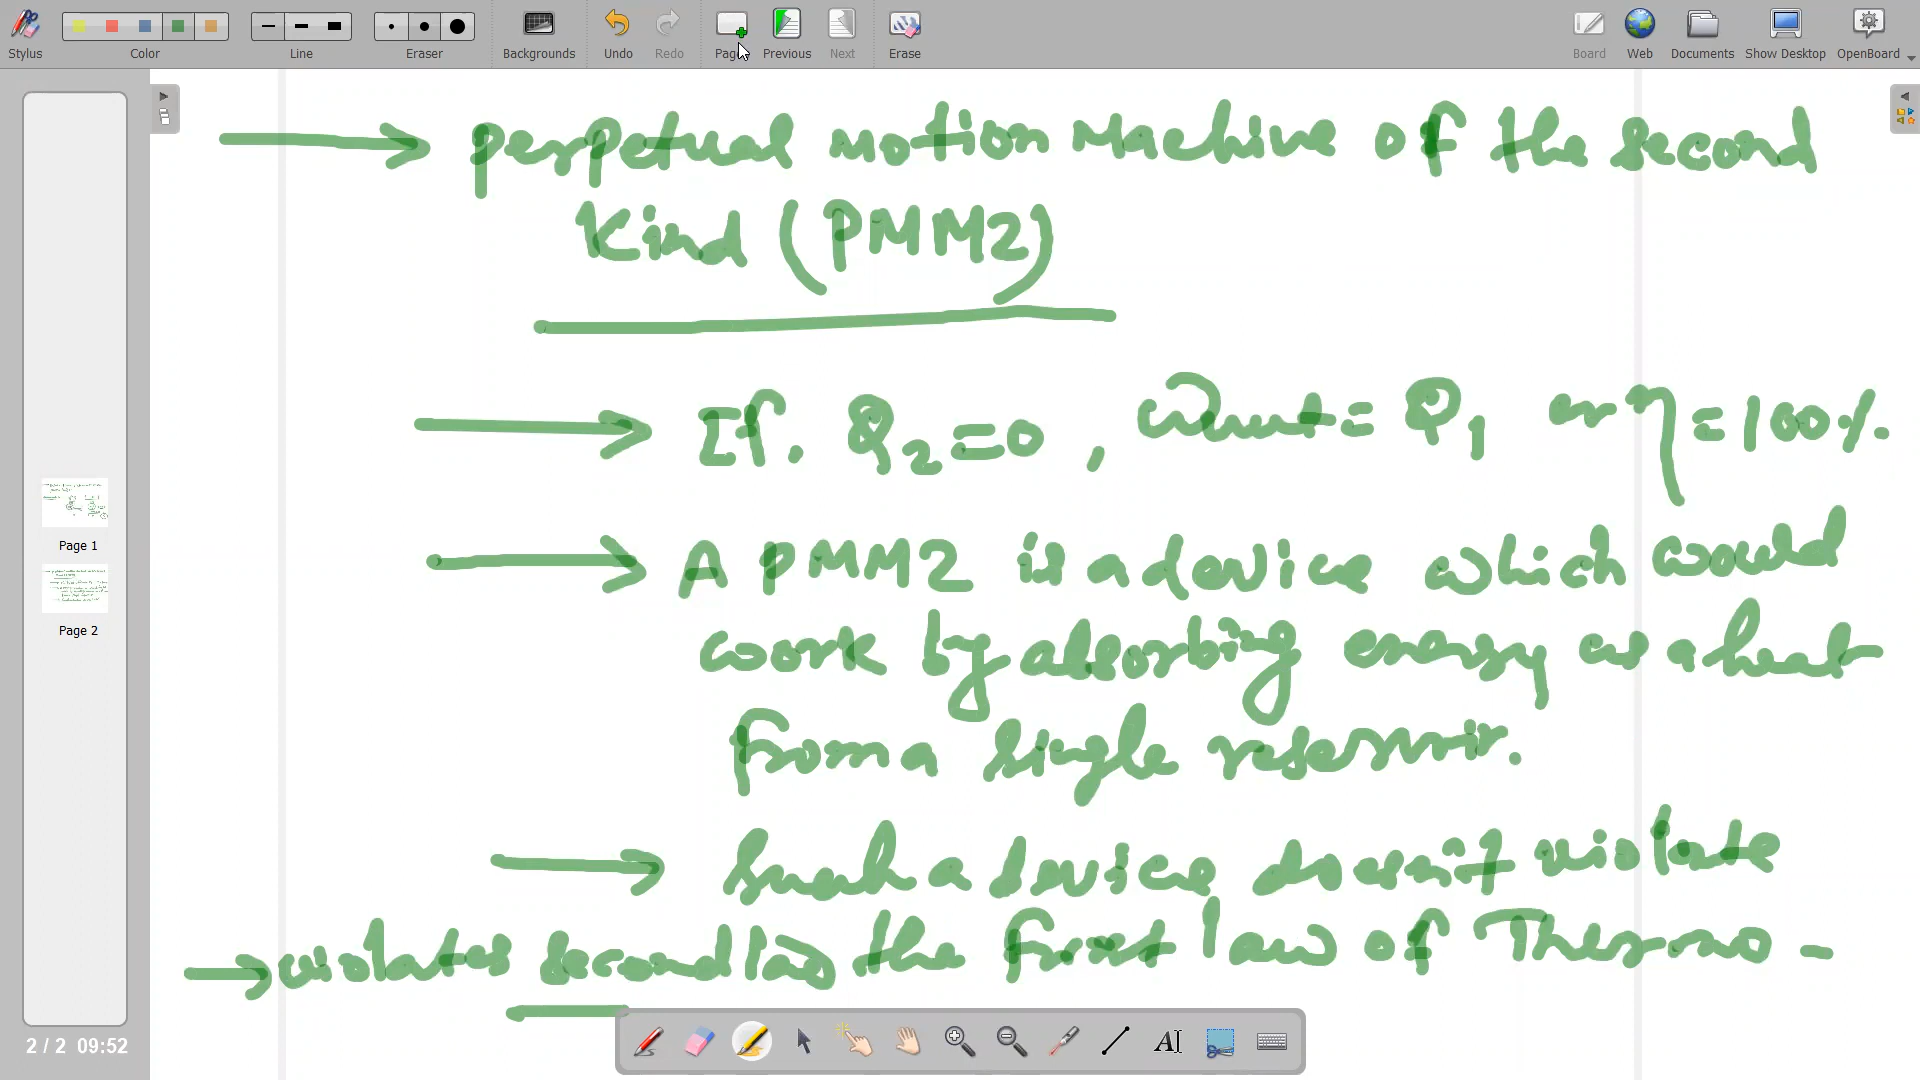 Stylus
Color
Line
Eraser
Backgrounds
Undo
Redo
Page
Previous
Next
Erase
Board
Web
Documents
Show Desktop
OpenBoard
→ perpetual motion Machine of the second
Kind (PMM2)
→ If. Q2=0, Wnet = Q1 or η = 100%.
→ A PMM2 is a device which would
work by absorbing energy as a heat
from a single reservoir.
→ Such a device doesn't violate
the first law of Thermo-
→ violates second law
Page 1
Page 2
2 / 2 09:52